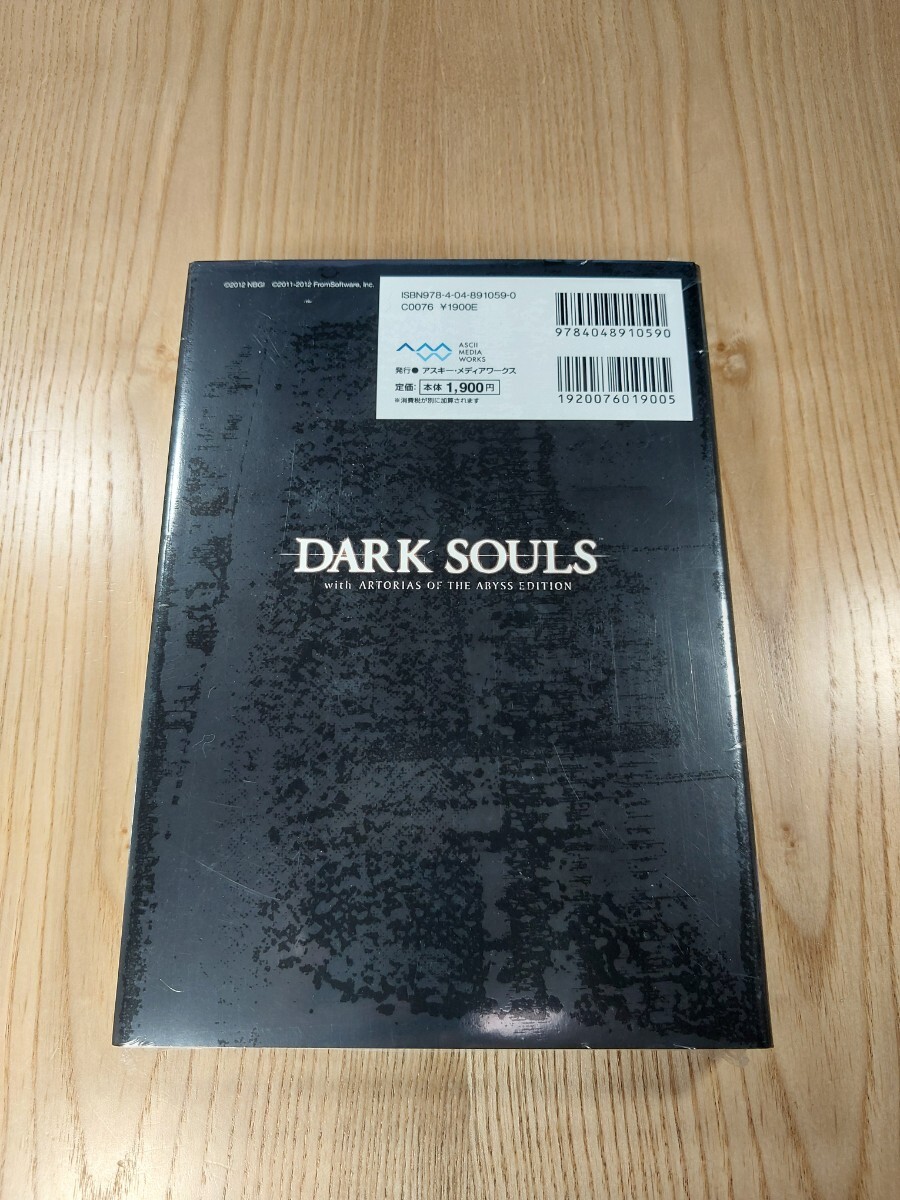 ©2012 NBGI ©2011-2012 FromSoftware, Inc.
ISBN978-4-04-891059-0
C0076 ¥1900E
9784048910590
ASCII
MEDIA
WORKS
発行● アスキー・メディアワークス
定価: 本体 1,900円
※消費税が別に加算されます
1920076019005
DARK SOULS™
with ARTORIAS OF THE ABYSS EDITION